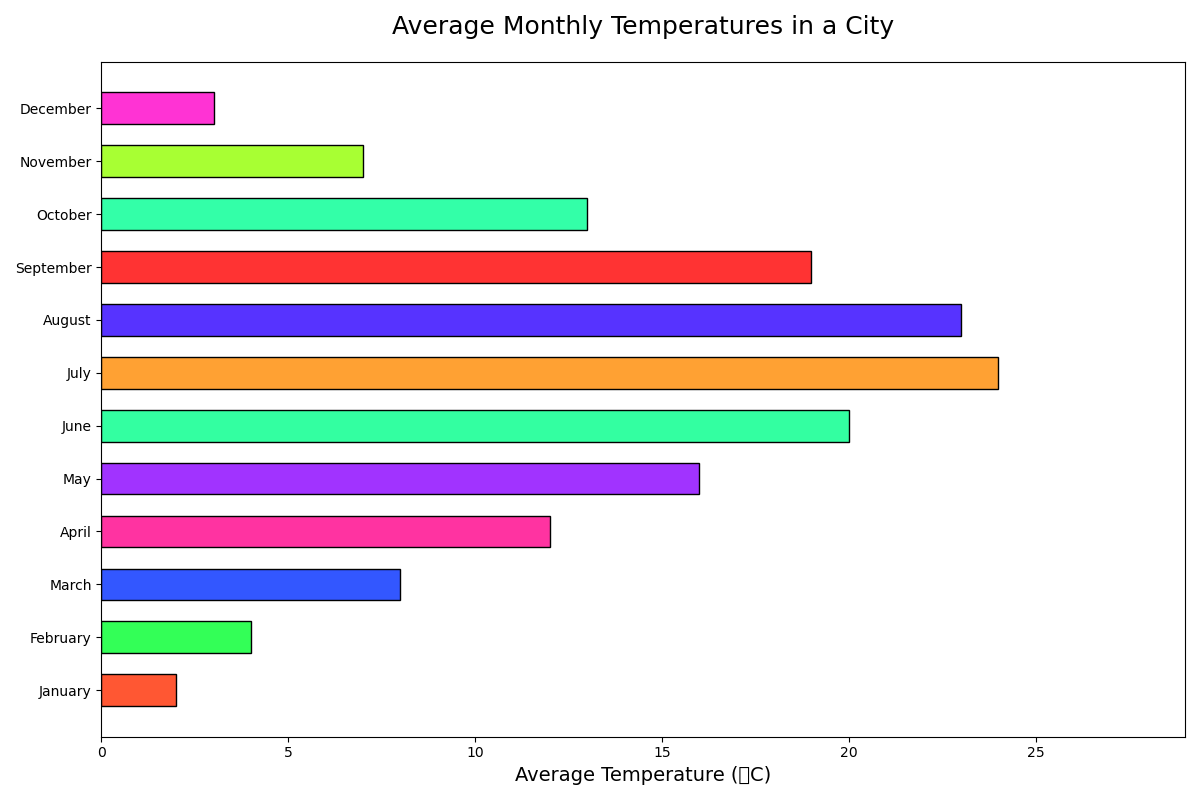 Average Monthly Temperatures in a City
December
November
October
September
August
July
June
May
April
March
February
January
0 5 10 15 20 25
Average Temperature (▯C)